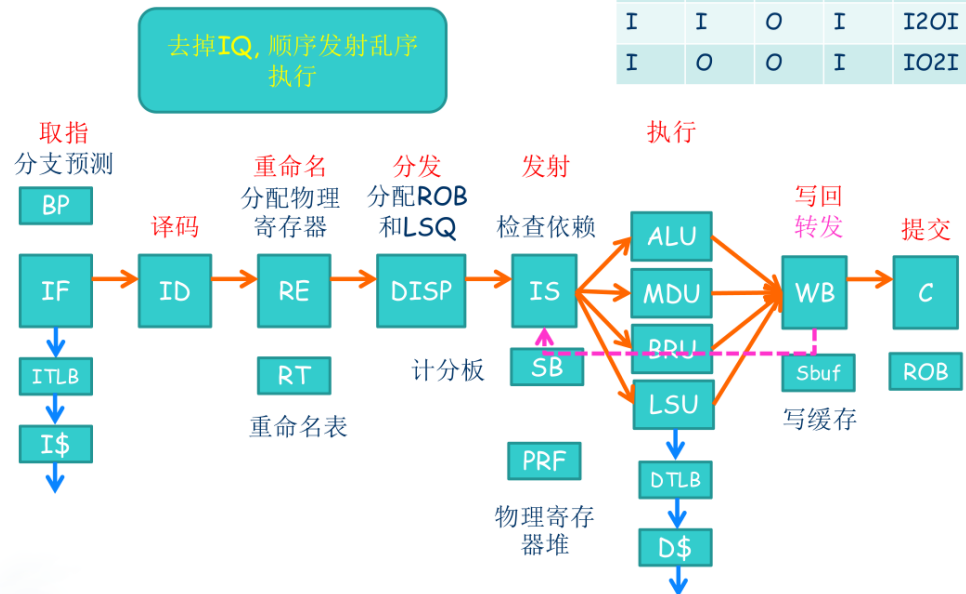 去掉IQ, 顺序发射乱序
执行
I I O I I2OI
I O O I IO2I
取指
分支预测
BP
译码
重命名
分配物理
寄存器
分发
分配ROB
和LSQ
发射
检查依赖
执行
写回
转发
提交
IF
ID
RE
DISP
IS
ALU
MDU
BRU
LSU
WB
C
ITLB
I$
RT
重命名表
计分板
SB
PRF
物理寄存
器堆
DTLB
D$
Sbuf
写缓存
ROB